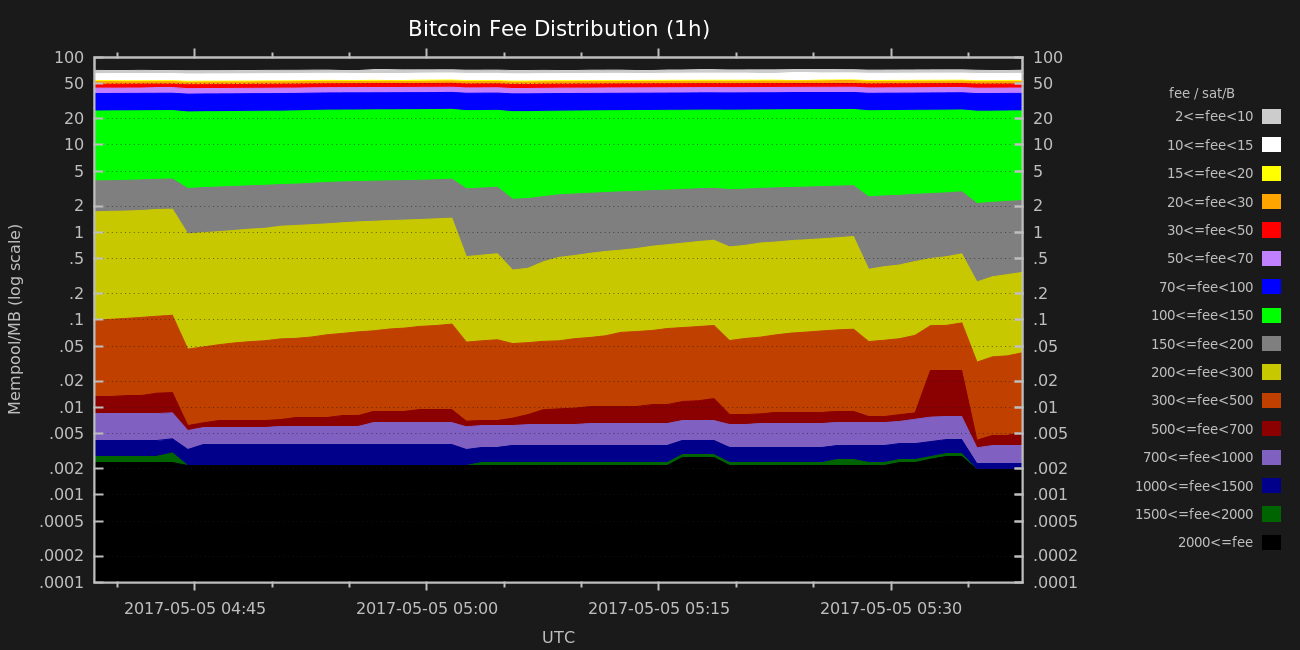 Bitcoin Fee Distribution (1h)
Mempool/MB (log scale)
100
50
20
10
5
2
1
.5
.2
.1
.05
.02
.01
.005
.002
.001
.0005
.0002
.0001
100
50
20
10
5
2
1
.5
.2
.1
.05
.02
.01
.005
.002
.001
.0005
.0002
.0001
2017-05-05 04:45 2017-05-05 05:00 2017-05-05 05:15 2017-05-05 05:30
UTC
fee / sat/B
2<=fee<10
10<=fee<15
15<=fee<20
20<=fee<30
30<=fee<50
50<=fee<70
70<=fee<100
100<=fee<150
150<=fee<200
200<=fee<300
300<=fee<500
500<=fee<700
700<=fee<1000
1000<=fee<1500
1500<=fee<2000
2000<=fee